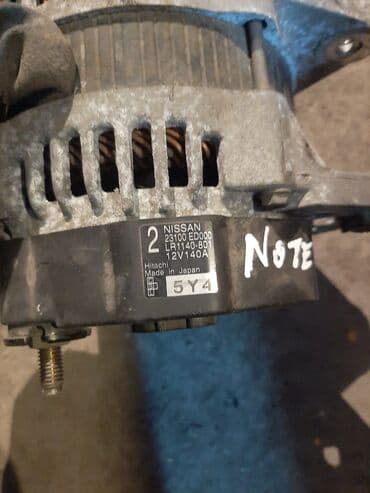 2 NISSAN
23100 ED000
LR1140-801
12V140A
Hitachi
Made in Japan
5Y4
NOTE